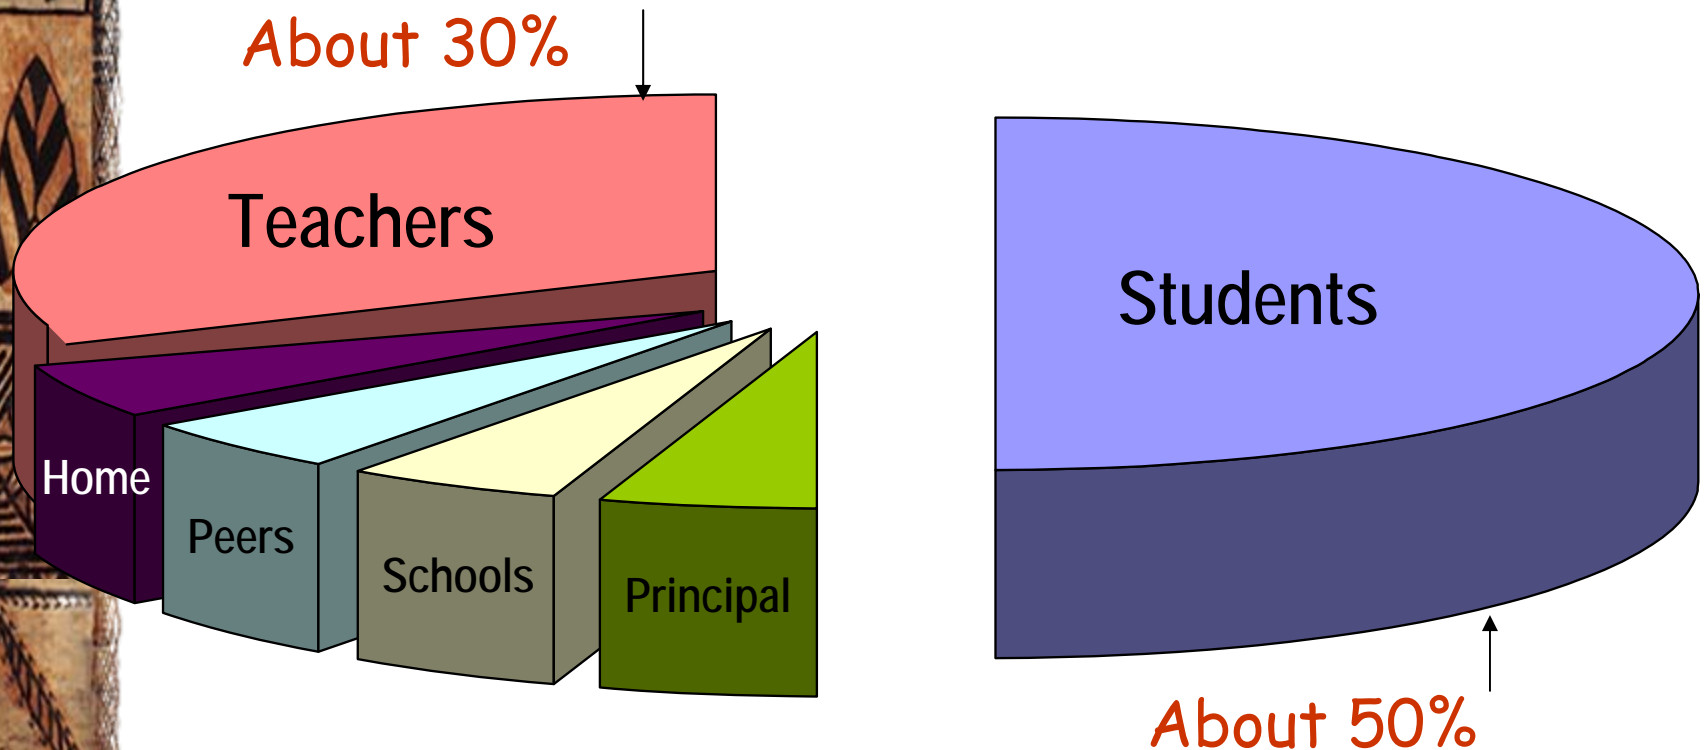 About 30%
Teachers
Students
Home
Peers
Schools
Principal
About 50%